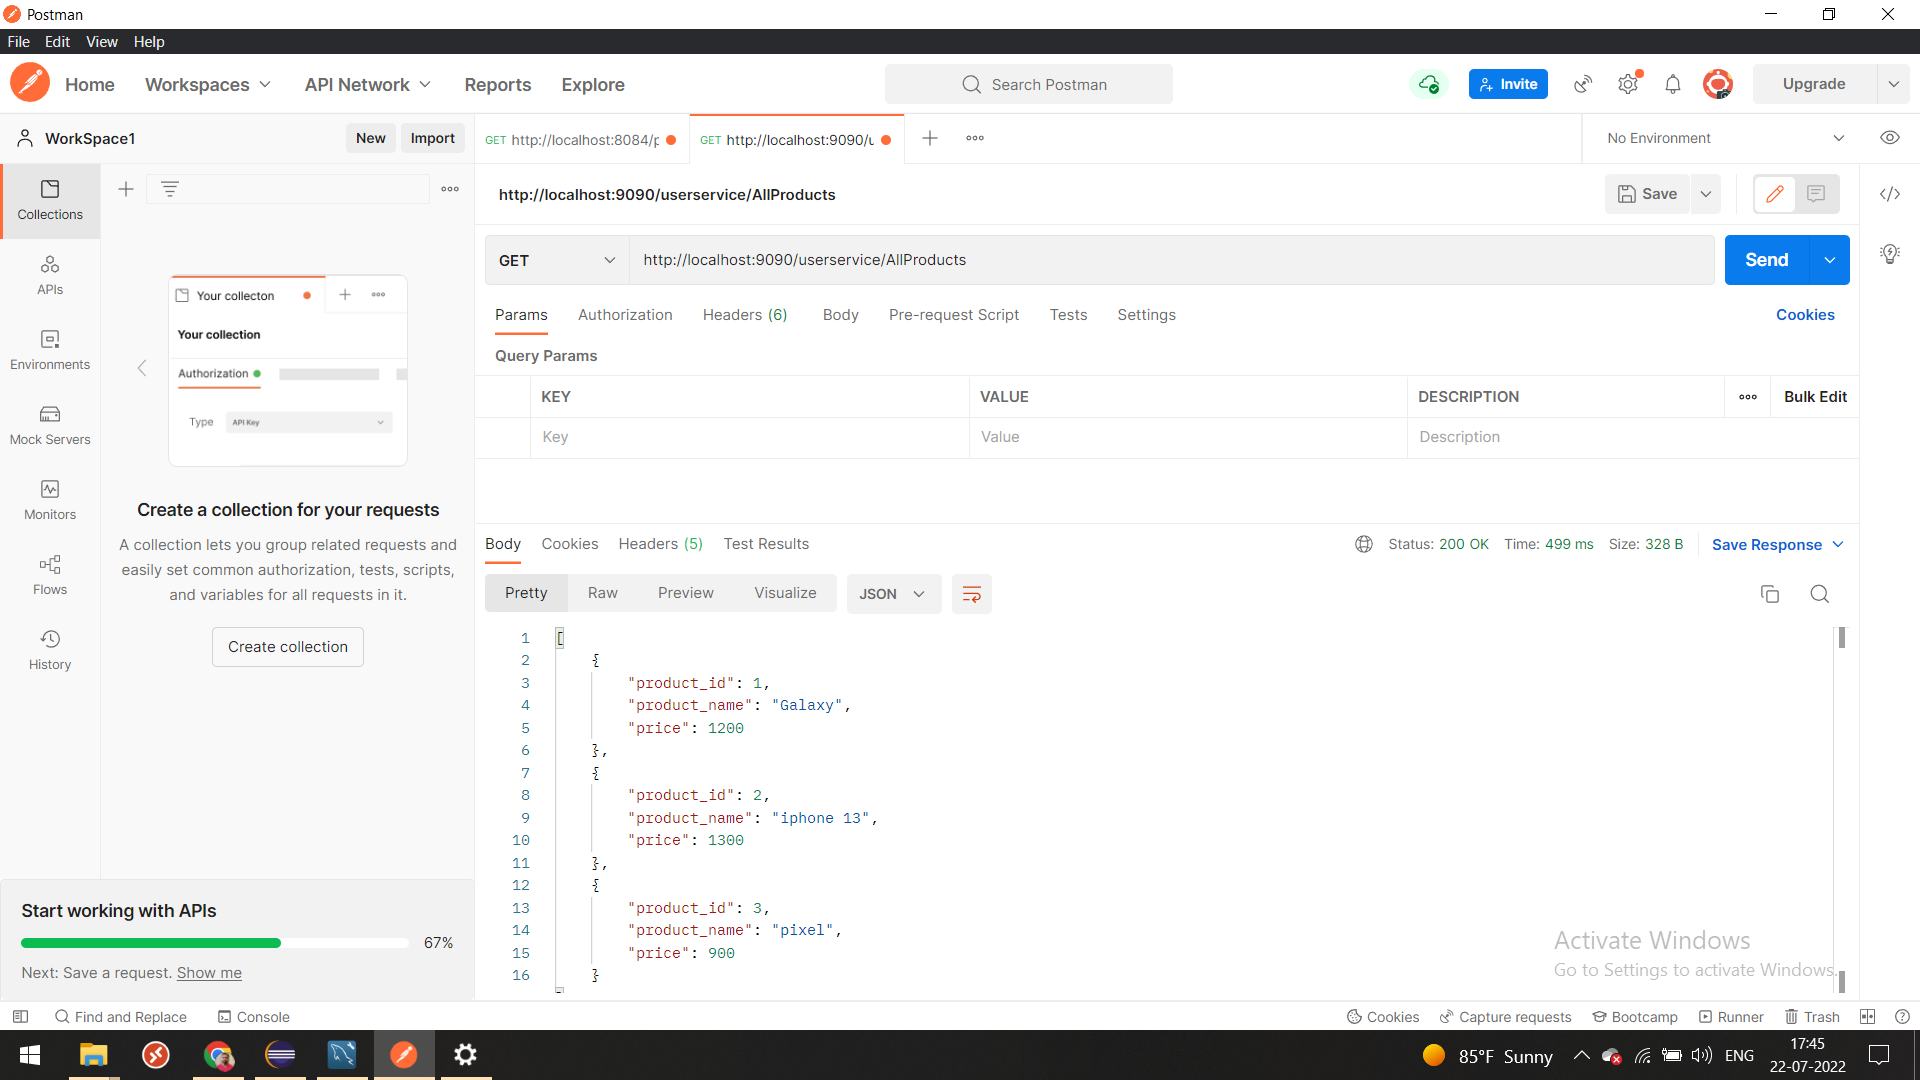 Postman
File Edit View Help
Home Workspaces API Network Reports Explore Search Postman Invite Upgrade
WorkSpace1 New Import GET http://localhost:8084/p GET http://localhost:9090/u No Environment
http://localhost:9090/userservice/AllProducts Save
Collections
APIs
Environments
Mock Servers
Monitors
Flows
History
Your collecton
Your collection
Authorization
Type API Key
Create a collection for your requests
A collection lets you group related requests and
easily set common authorization, tests, scripts,
and variables for all requests in it.
Create collection
Start working with APIs
67%
Next: Save a request. Show me
GET http://localhost:9090/userservice/AllProducts Send
Params Authorization Headers (6) Body Pre-request Script Tests Settings Cookies
Query Params
KEY VALUE DESCRIPTION Bulk Edit
Key Value Description
Body Cookies Headers (5) Test Results Status: 200 OK Time: 499 ms Size: 328 B Save Response
Pretty Raw Preview Visualize JSON
1 [
2 {
3 "product_id": 1,
4 "product_name": "Galaxy",
5 "price": 1200
6 },
7 {
8 "product_id": 2,
9 "product_name": "iphone 13",
10 "price": 1300
11 },
12 {
13 "product_id": 3,
14 "product_name": "pixel",
15 "price": 900
16 }
Activate Windows
Go to Settings to activate Windows.
Find and Replace Console Cookies Capture requests Bootcamp Runner Trash
85°F Sunny ENG 17:45
22-07-2022